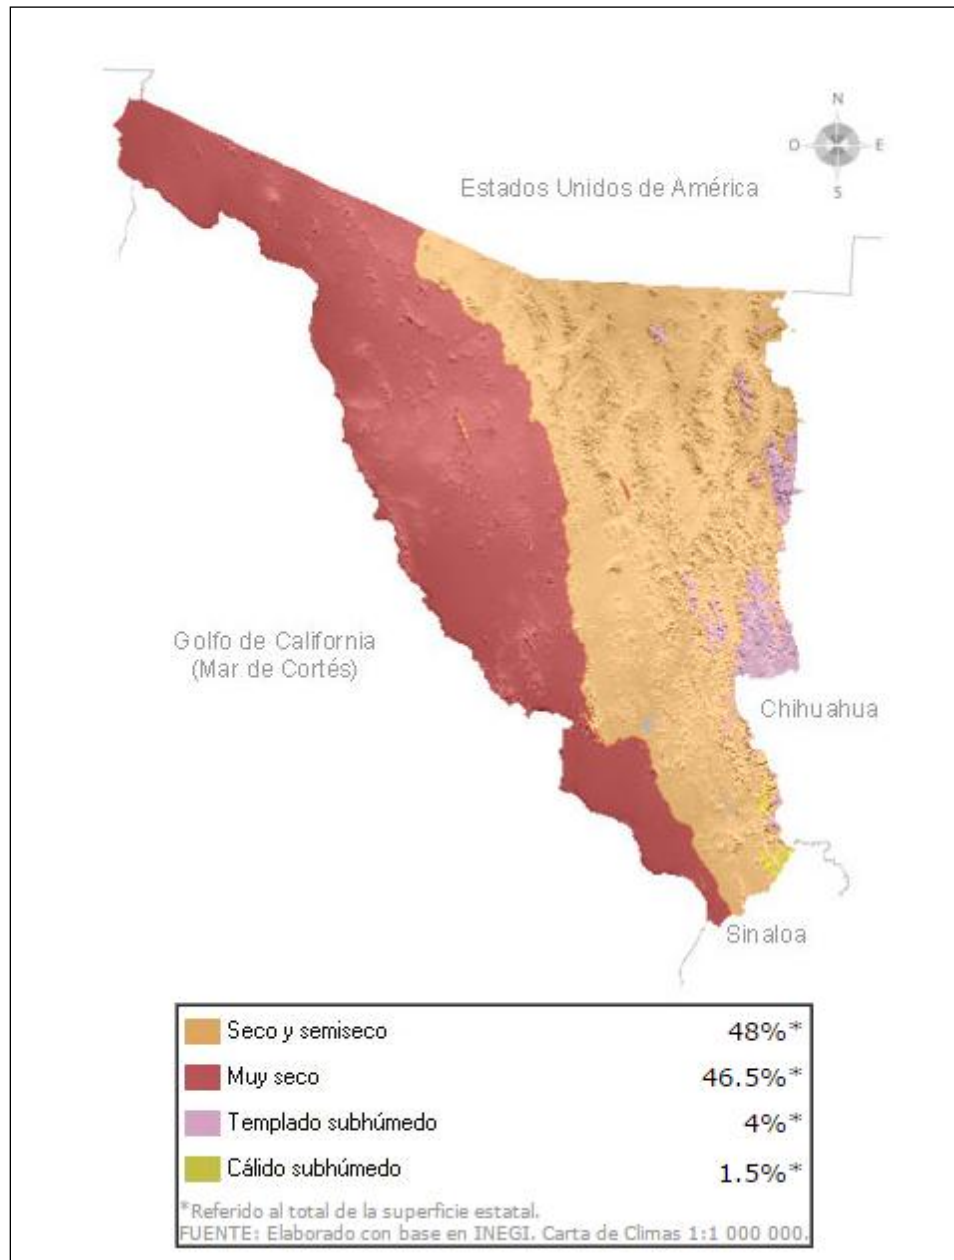 N
O E
S
Estados Unidos de América
Golfo de California
(Mar de Cortés)
Chihuahua
Sinaloa
Seco y semiseco 48%*
Muy seco 46.5%*
Templado subhúmedo 4%*
Cálido subhúmedo 1.5%*
*Referido al total de la superficie estatal.
FUENTE: Elaborado con base en INEGI. Carta de Climas 1:1 000 000.